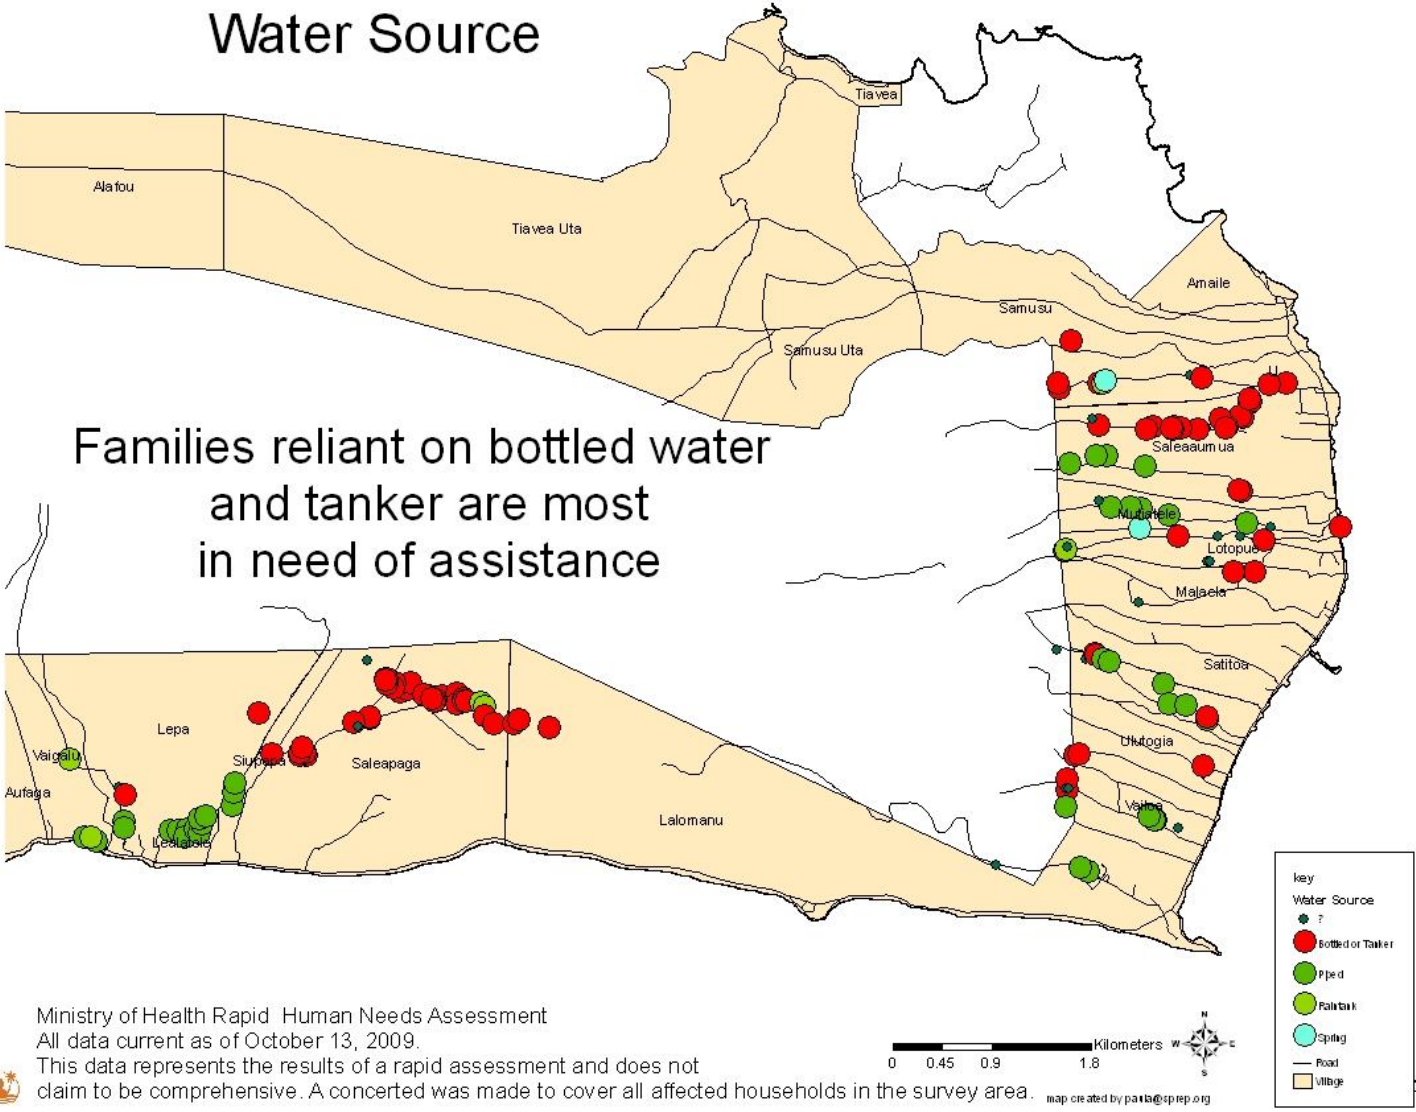 Water Source
Tiavea
Alafou
Tiavea Uta
Amaile
Samusu
Samusu Uta
Families reliant on bottled water
and tanker are most
in need of assistance
Saleaaumua
Mutiatele
Lotopue
Malaela
Satitoa
Lepa
Vaigalu
Siupapa
Saleapaga
Ulutogia
Aufaga
Lalomanu
Vailoa
Lealatele
key
Water Source
?
Bottled or Tanker
Piped
Raintank
Spring
Road
Village
Ministry of Health Rapid Human Needs Assessment
All data current as of October 13, 2009.
This data represents the results of a rapid assessment and does not
claim to be comprehensive. A concerted was made to cover all affected households in the survey area.
N
W E
S
Kilometers
0 0.45 0.9 1.8
map created by paula@sprep.org